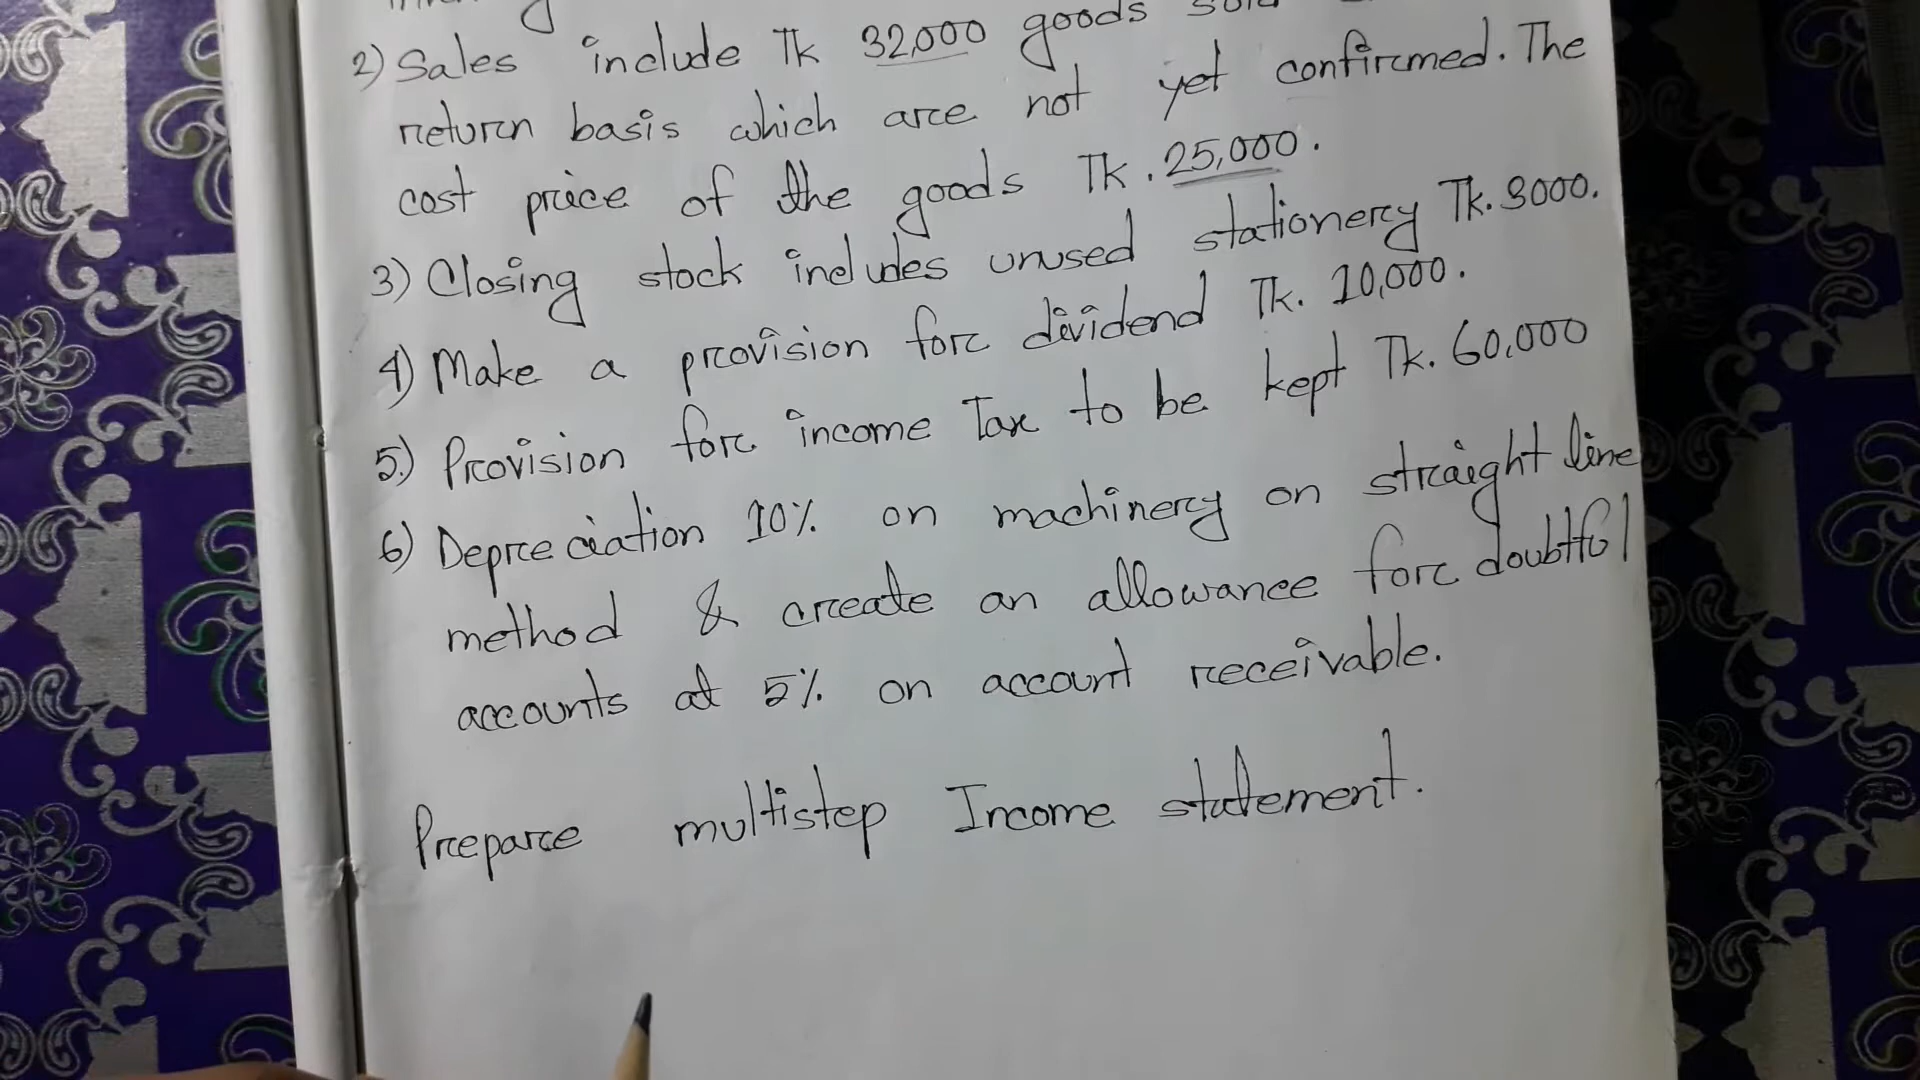 2) Sales include Tk 32,000 goods sold
return basis which are not yet confirmed. The
cost price of the goods Tk. 25,000.
3) Closing stock includes unused stationery Tk. 3000.
4) Make a provision for dividend Tk. 10,000.
5) Provision for income Tax to be kept Tk. 60,000
6) Depreciation 10% on machinery on straight line
method & create an allowance for doubtful
accounts at 5% on account receivable.
Prepare multistep Income statement.